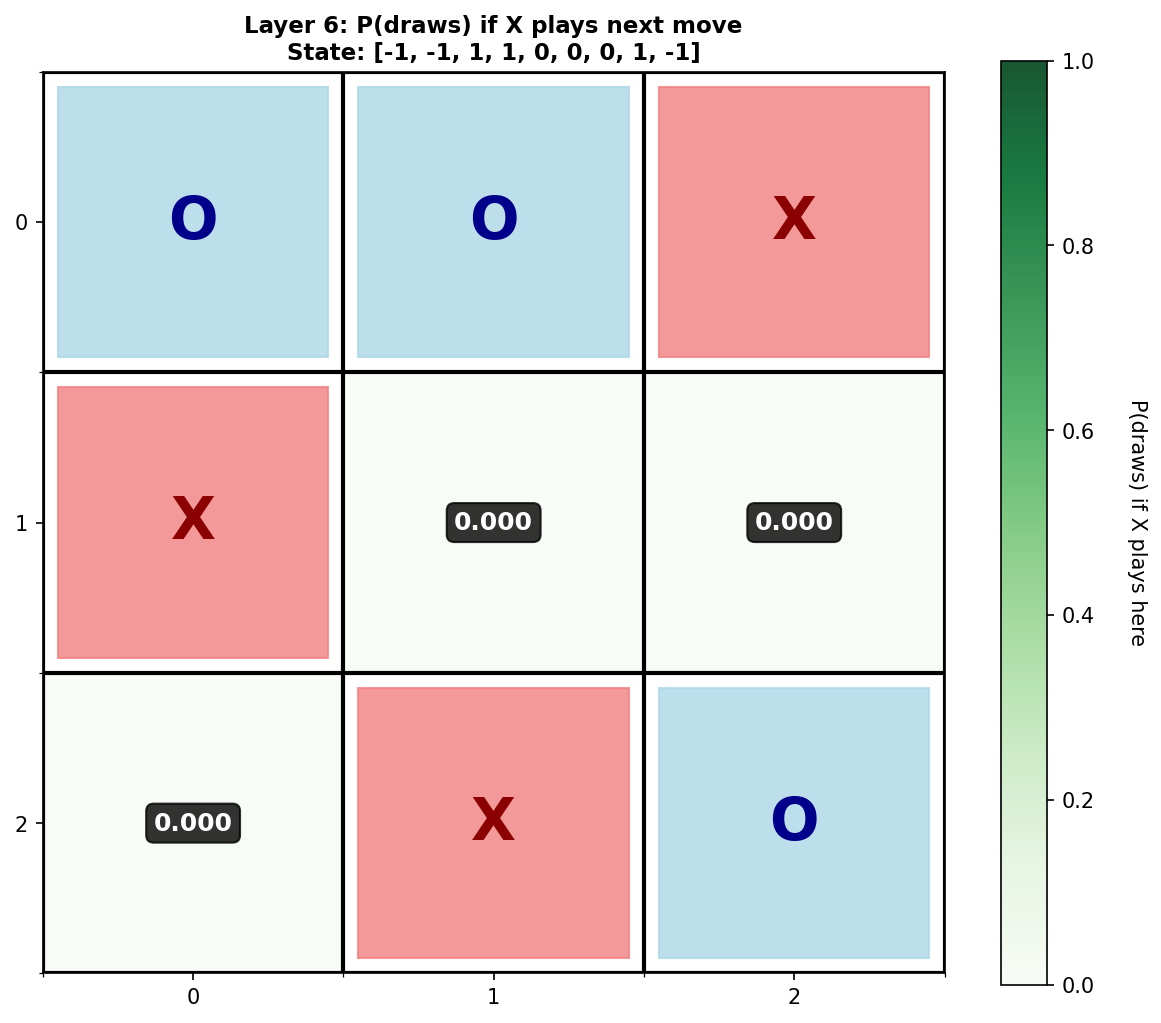 Layer 6: P(draws) if X plays next move
State: [-1, -1, 1, 1, 0, 0, 0, 1, -1]
0
O
O
X
1
X
0.000
0.000
2
0.000
X
O
0
1
2
1.0
0.8
0.6
0.4
0.2
0.0
P(draws) if X plays here